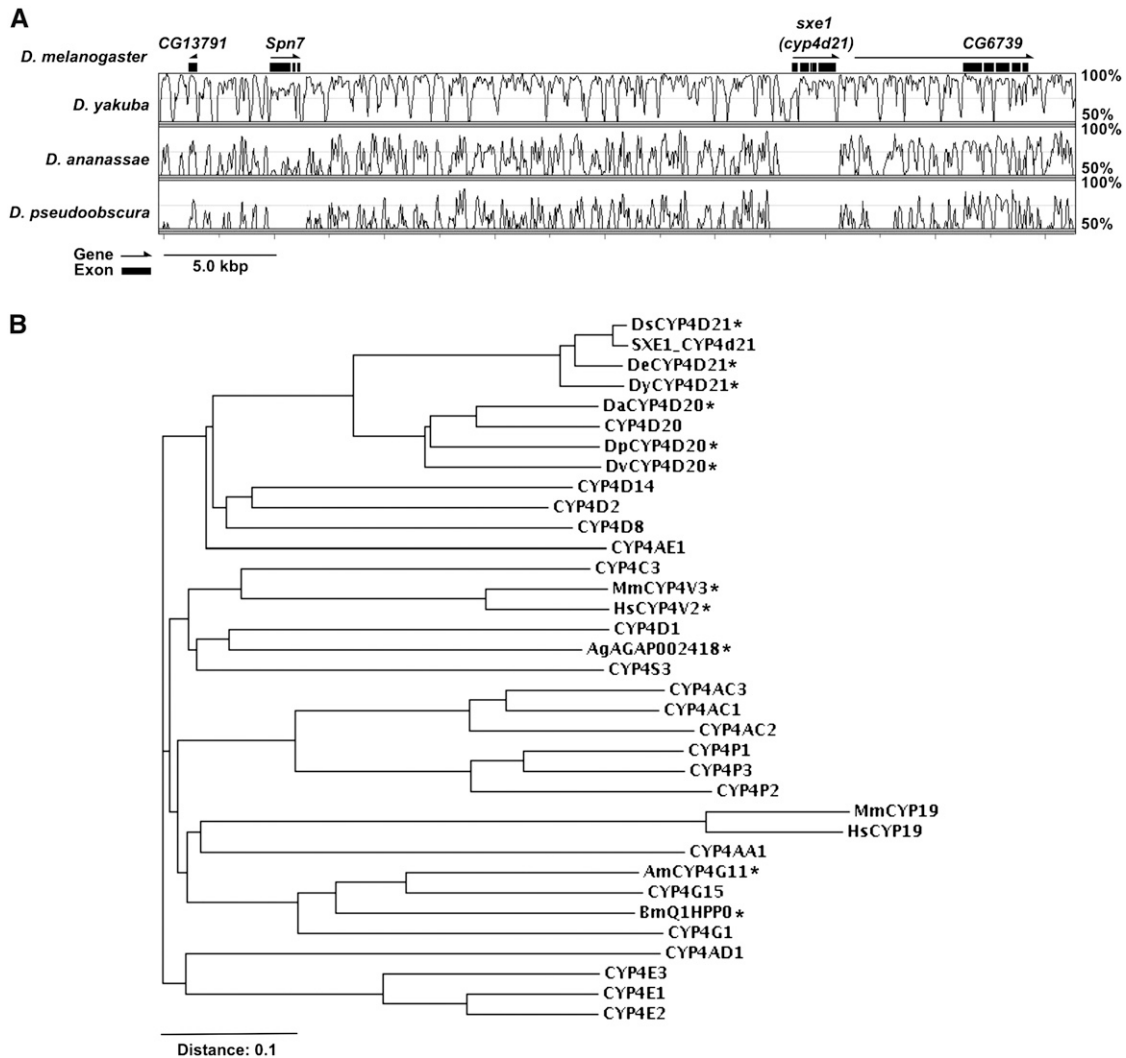 A
sxe1
CG13791 Spn7 (cyp4d21) CG6739
D. melanogaster
100%
D. yakuba
50%
100%
D. ananassae
50%
100%
D. pseudoobscura
50%
Gene
Exon
5.0 kbp
B
DsCYP4D21*
SXE1_CYP4d21
DeCYP4D21*
DyCYP4D21*
DaCYP4D20*
CYP4D20
DpCYP4D20*
DvCYP4D20*
CYP4D14
CYP4D2
CYP4D8
CYP4AE1
CYP4C3
MmCYP4V3*
HsCYP4V2*
CYP4D1
AgAGAP002418*
CYP4S3
CYP4AC3
CYP4AC1
CYP4AC2
CYP4P1
CYP4P3
CYP4P2
MmCYP19
HsCYP19
CYP4AA1
AmCYP4G11*
CYP4G15
BmQ1HPP0*
CYP4G1
CYP4AD1
CYP4E3
CYP4E1
CYP4E2
Distance: 0.1